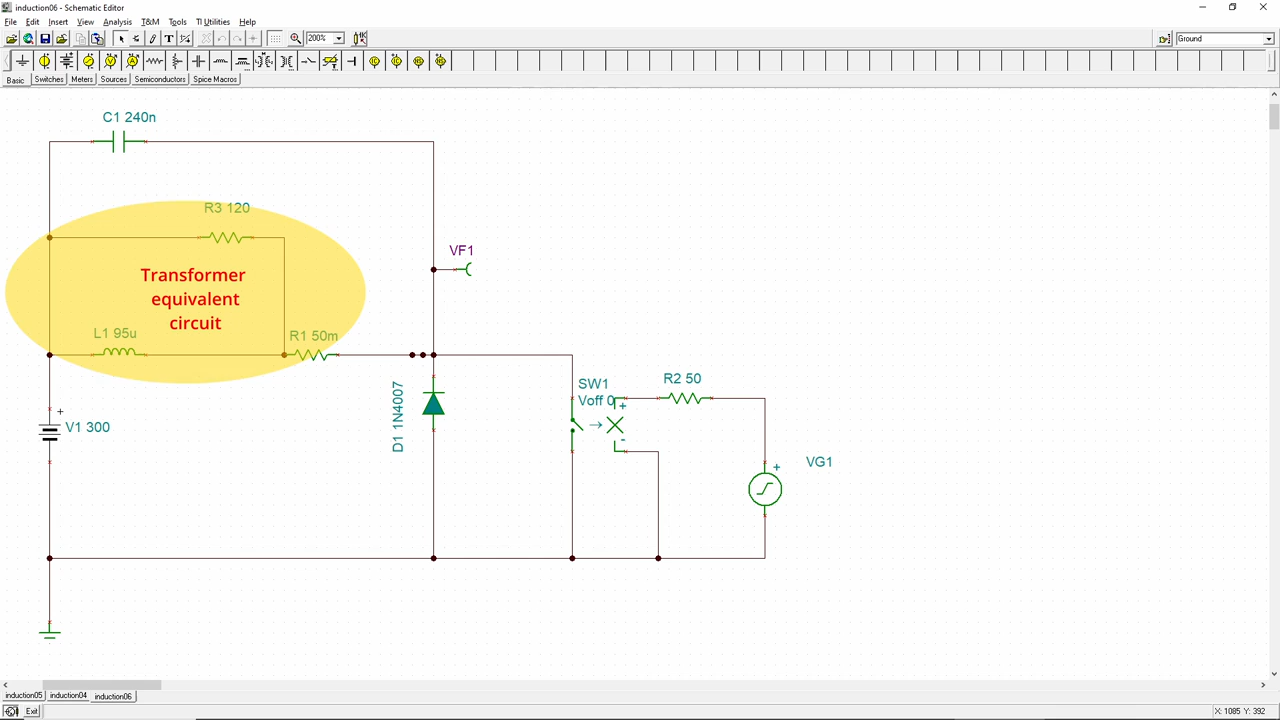 induction06 - Schematic Editor
File Edit Insert View Analysis T&M Tools TI Utilities Help
200% Ground
Basic Switches Meters Sources Semiconductors Spice Macros
C1 240n
R3 120
VF1
Transformer
equivalent
circuit
L1 95u
R1 50m
SW1
Voff 0
R2 50
D1 1N4007
V1 300
VG1
induction05 induction04 induction06
Exit X: 1085 Y: 392